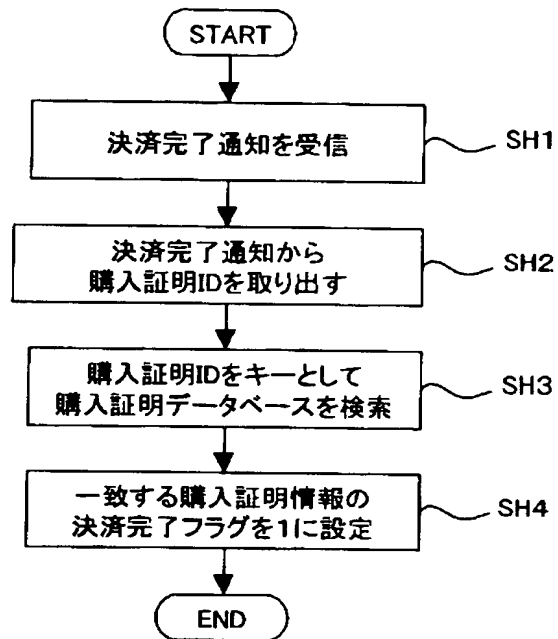 START
決済完了通知を受信
SH1
決済完了通知から
購入証明IDを取り出す
SH2
購入証明IDをキーとして
購入証明データベースを検索
SH3
一致する購入証明情報の
決済完了フラグを1に設定
SH4
END